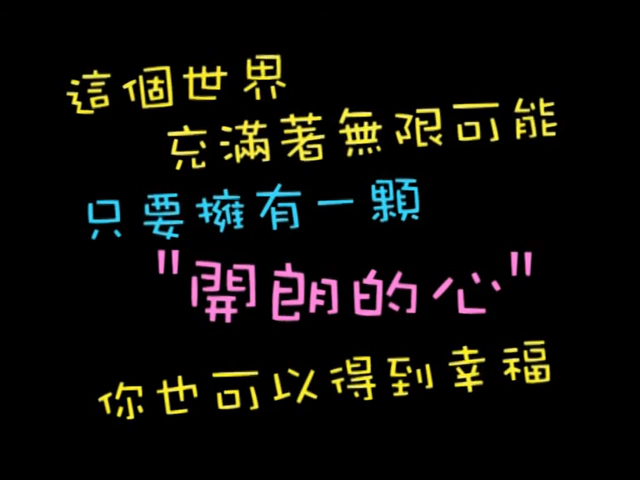 這個世界
充滿著無限可能
只要擁有一顆
"開朗的心"
你也可以得到幸福